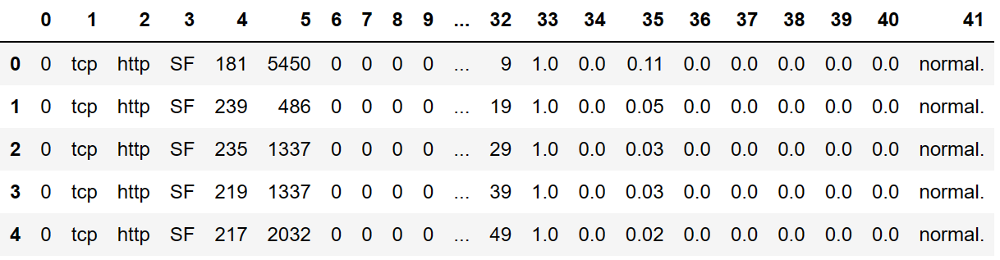 0 1 2 3 4 5 6 7 8 9 ... 32 33 34 35 36 37 38 39 40 41
0 0 tcp http SF 181 5450 0 0 0 0 ... 9 1.0 0.0 0.11 0.0 0.0 0.0 0.0 0.0 normal.
1 0 tcp http SF 239 486 0 0 0 0 ... 19 1.0 0.0 0.05 0.0 0.0 0.0 0.0 0.0 normal.
2 0 tcp http SF 235 1337 0 0 0 0 ... 29 1.0 0.0 0.03 0.0 0.0 0.0 0.0 0.0 normal.
3 0 tcp http SF 219 1337 0 0 0 0 ... 39 1.0 0.0 0.03 0.0 0.0 0.0 0.0 0.0 normal.
4 0 tcp http SF 217 2032 0 0 0 0 ... 49 1.0 0.0 0.02 0.0 0.0 0.0 0.0 0.0 normal.